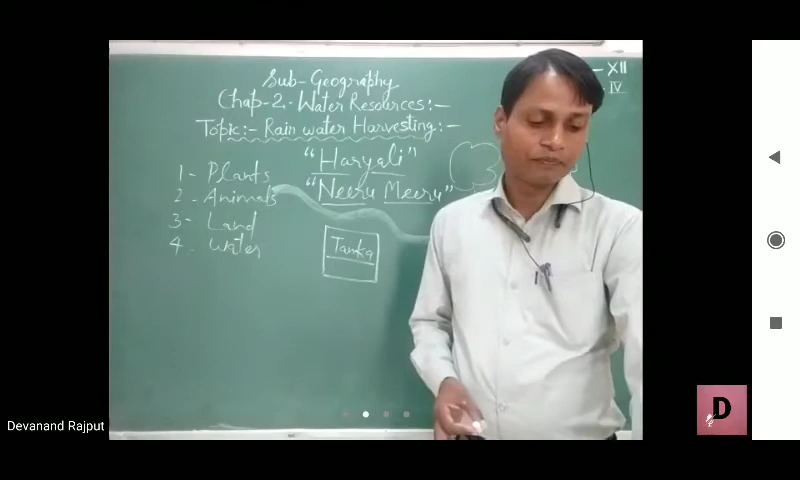 Sub- Geography
Chap-2.- Water Resources:-
Topic:- Rain water Harvesting:-
- XII
IV
"Haryali"
"Neeru Meeru"
1 - Plants
2 - Animals
3 - Land
4 - Water
Tanka
Devanand Rajput
D